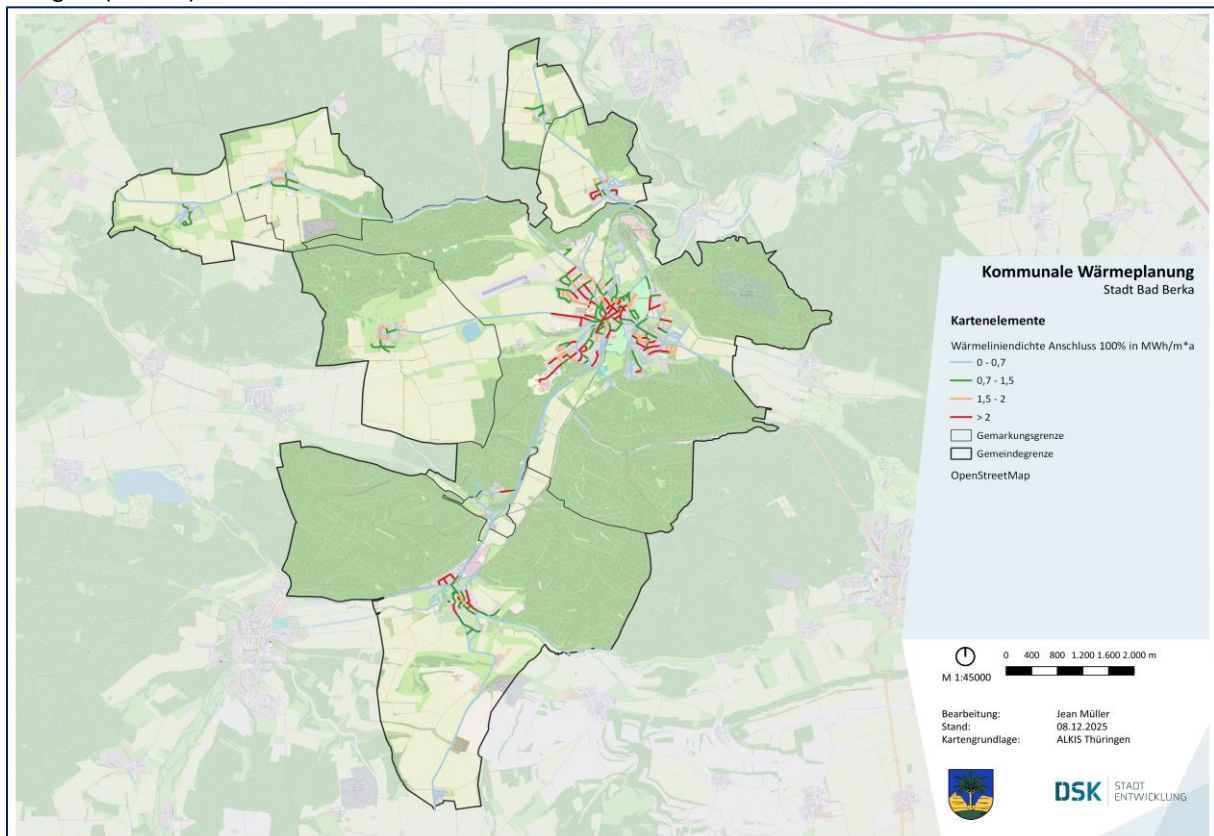 Kommunale Wärmeplanung
Stadt Bad Berka
Kartenelemente
Wärmeliniendichte Anschluss 100% in MWh/m*a
0 - 0,7
0,7 - 1,5
1,5 - 2
> 2
Gemarkungsgrenze
Gemeindegrenze
OpenStreetMap
M 1:45000
0 400 800 1.200 1.600 2.000 m
Bearbeitung: Jean Müller
Stand: 08.12.2025
Kartengrundlage: ALKIS Thüringen
DSK STADT
ENTWICKLUNG